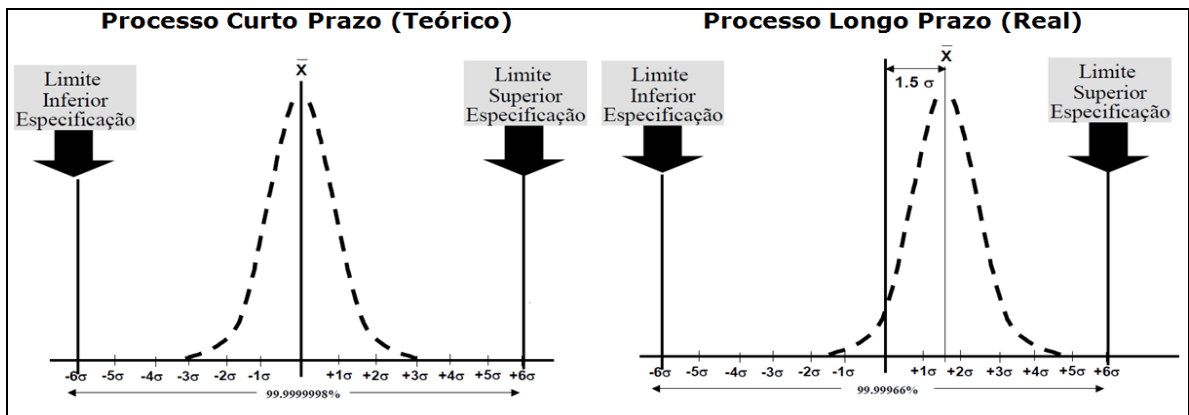 Processo Curto Prazo (Teórico)
X̄
Limite
Inferior
Especificação
Limite
Superior
Especificação
-6σ -5σ -4σ -3σ -2σ -1σ +1σ +2σ +3σ +4σ +5σ +6σ
99.9999998%
Processo Longo Prazo (Real)
X̄
1.5 σ
Limite
Inferior
Especificação
Limite
Superior
Especificação
-6σ -5σ -4σ -3σ -2σ -1σ +1σ +2σ +3σ +4σ +5σ +6σ
99.99966%